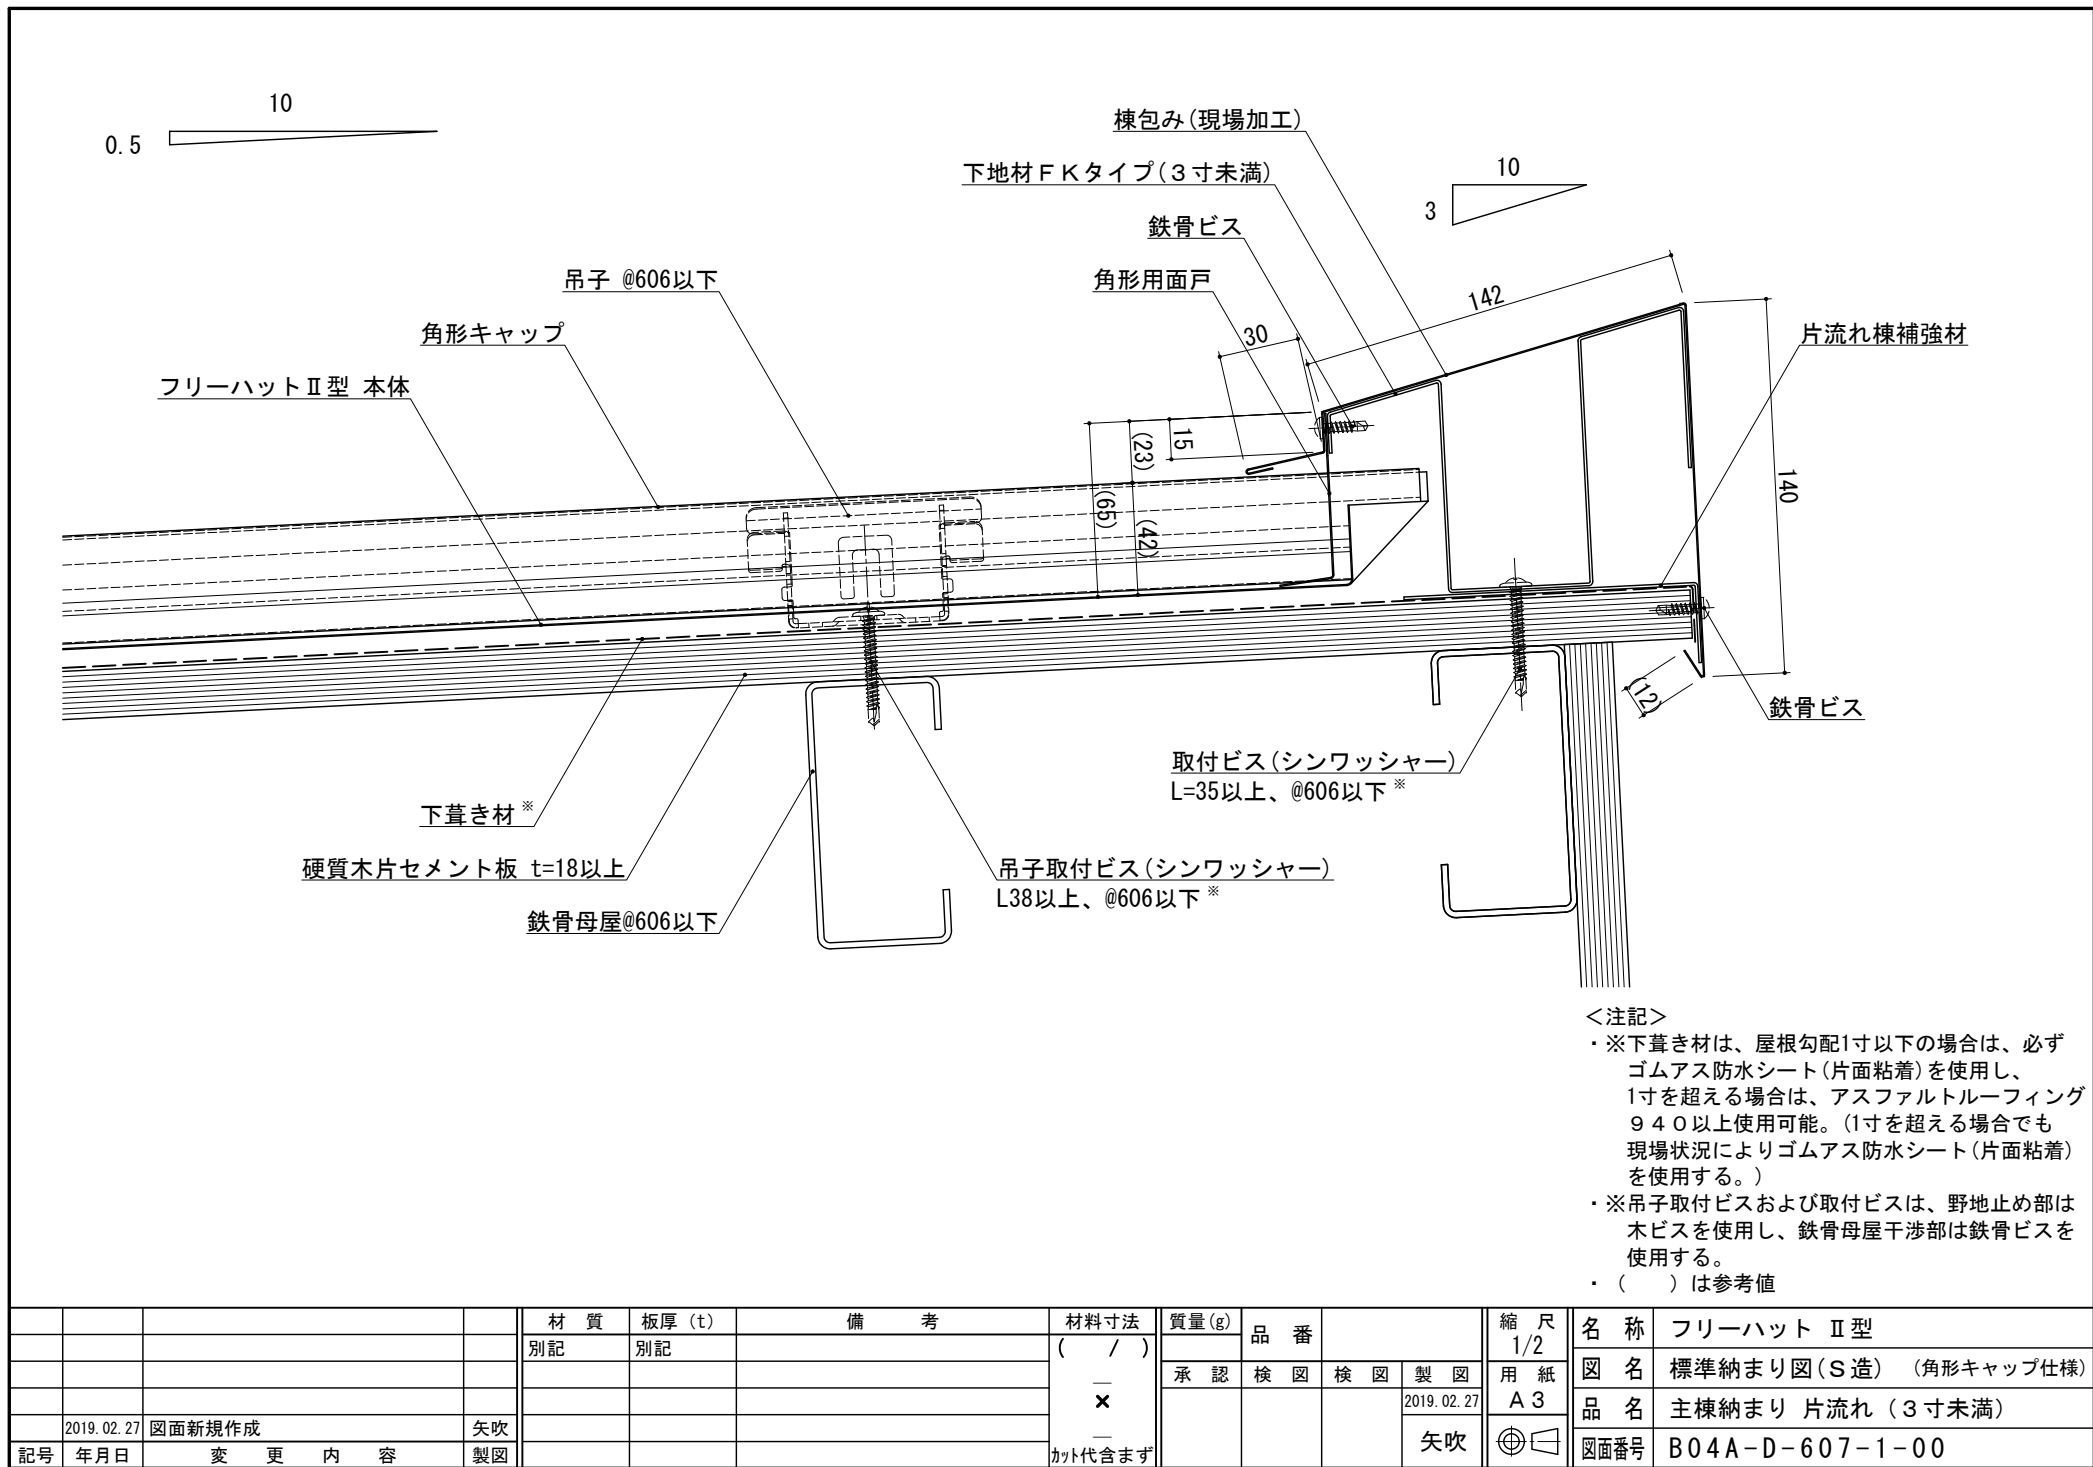 10
0.5
棟包み(現場加工)
下地材ＦＫタイプ(３寸未満)
10
3
鉄骨ビス
吊子 @606以下
角形用面戸
142
30
角形キャップ
片流れ棟補強材
フリーハットⅡ型 本体
15
(23)
(65)
(42)
140
(12)
鉄骨ビス
取付ビス(シンワッシャー)
L=35以上、@606以下※
下葺き材※
硬質木片セメント板 t=18以上
吊子取付ビス(シンワッシャー)
L38以上、@606以下※
鉄骨母屋@606以下
＜注記＞
・※下葺き材は、屋根勾配1寸以下の場合は、必ず
ゴムアス防水シート(片面粘着)を使用し、
1寸を超える場合は、アスファルトルーフィング
９４０以上使用可能。(1寸を超える場合でも
現場状況によりゴムアス防水シート(片面粘着)
を使用する。)
・※吊子取付ビスおよび取付ビスは、野地止め部は
木ビスを使用し、鉄骨母屋干渉部は鉄骨ビスを
使用する。
・（　　）は参考値
材 質 板厚 (t) 備 考 材料寸法 質量(g) 品 番 縮 尺 名 称 フリーハット Ⅱ型
別記 別記 ( / ) 1/2
承 認 検 図 検 図 製 図 用 紙 図 名 標準納まり図(Ｓ造) (角形キャップ仕様)
× 2019.02.27 Ａ３ 品 名 主棟納まり 片流れ（３寸未満）
2019.02.27 図面新規作成 矢吹 矢吹
記号 年月日 変 更 内 容 製図 ｶｯﾄ代含まず 図面番号 B04A-D-607-1-00